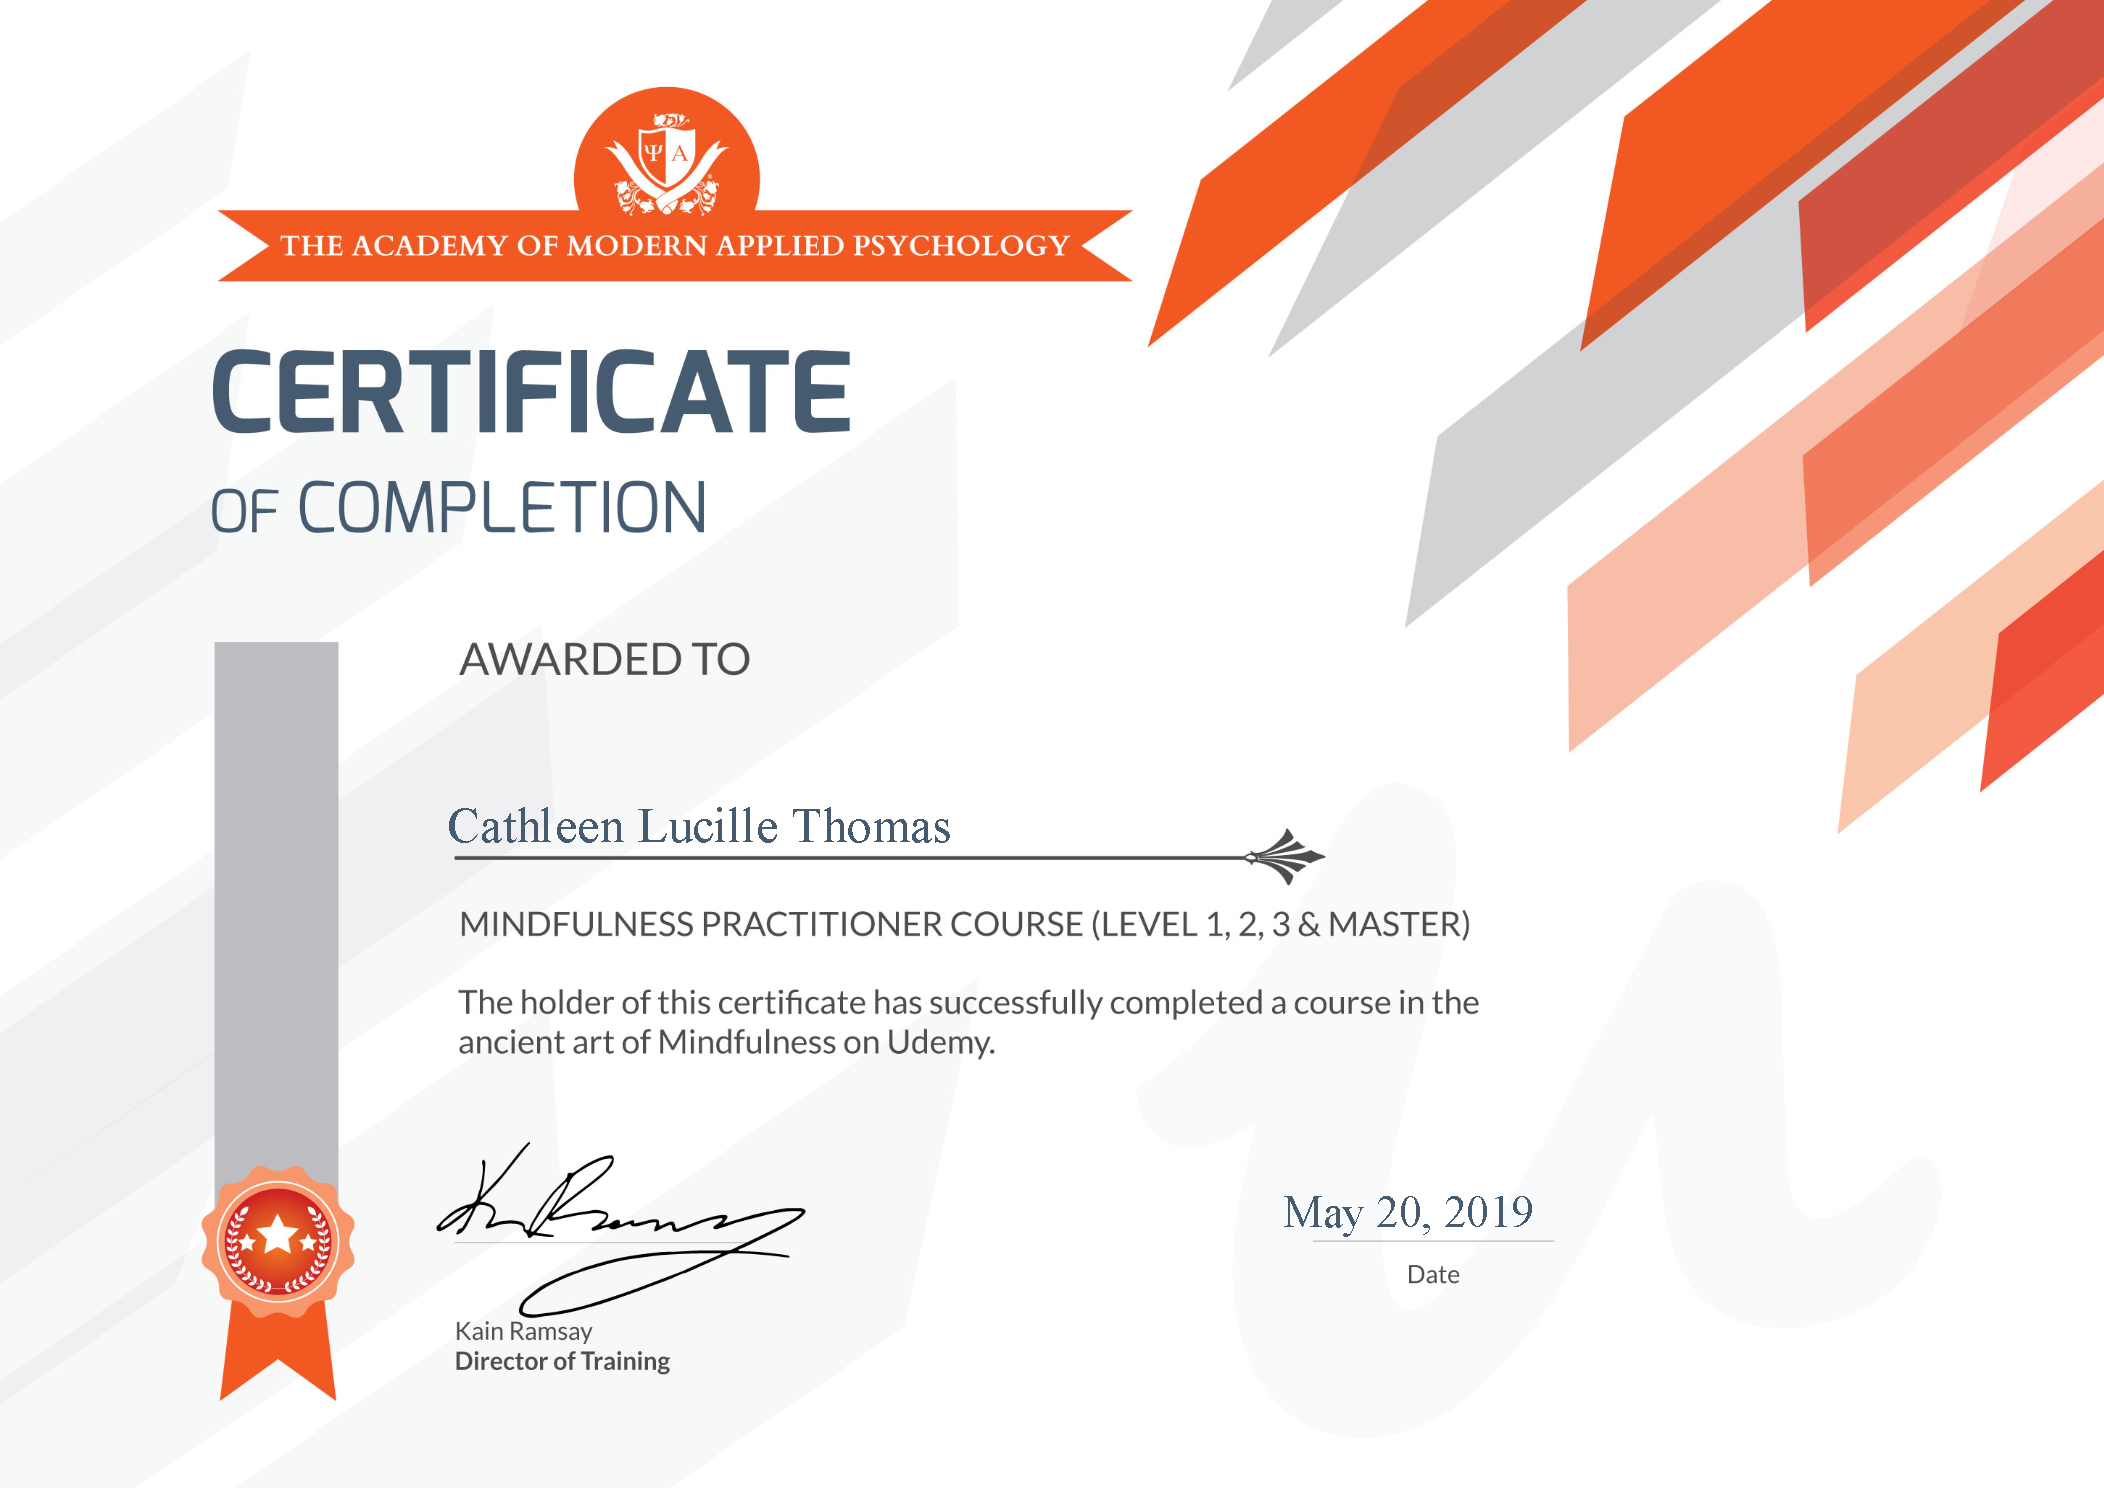 Ψ A
THE ACADEMY OF MODERN APPLIED PSYCHOLOGY
CERTIFICATE
OF COMPLETION
AWARDED TO
Cathleen Lucille Thomas
MINDFULNESS PRACTITIONER COURSE (LEVEL 1, 2, 3 & MASTER)
The holder of this certificate has successfully completed a course in the
ancient art of Mindfulness on Udemy.
Kn Ramsay
May 20, 2019
Date
Kain Ramsay
Director of Training